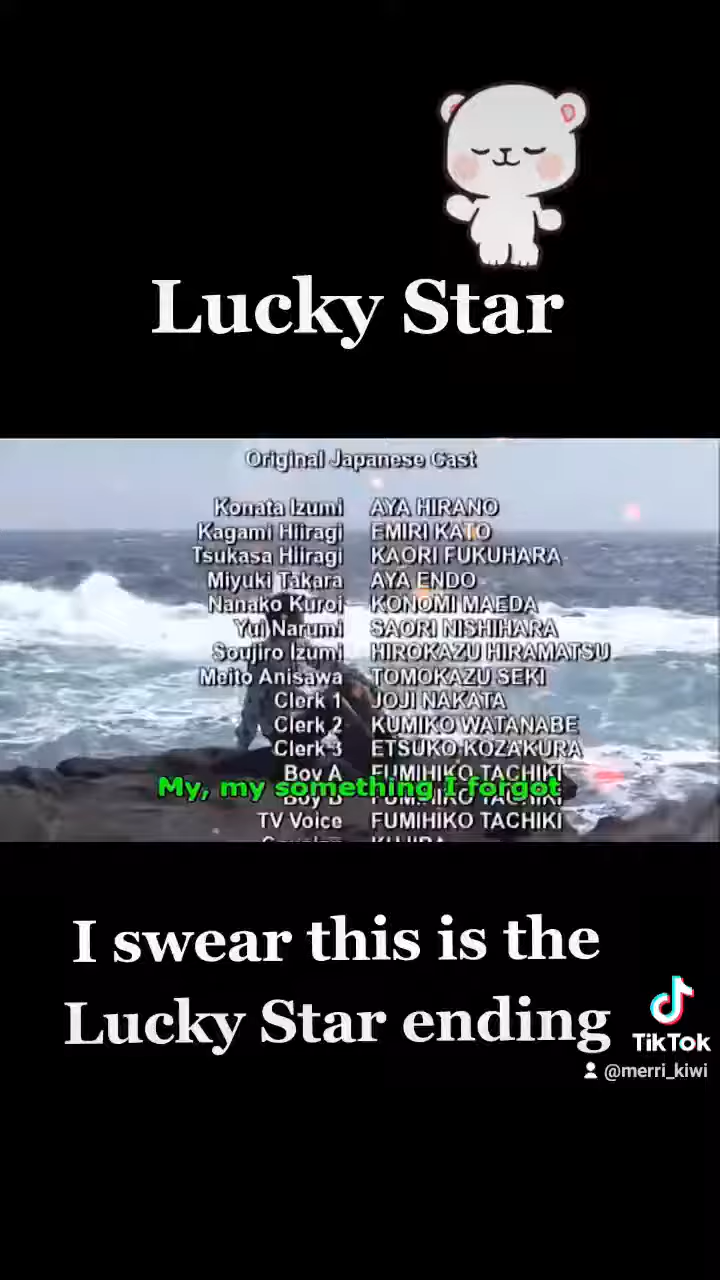 Lucky Star
Original Japanese Cast
Konata Izumi AYA HIRANO
Kagami Hiiragi EMIRI KATO
Tsukasa Hiiragi KAORI FUKUHARA
Miyuki Takara AYA ENDO
Nanako Kuroi KONOMI MAEDA
Yui Narumi SAORI NISHIHARA
Soujiro Izumi HIROKAZU HIRAMATSU
Meito Anisawa TOMOKAZU SEKI
Clerk 1 JOJI NAKATA
Clerk 2 KUMIKO WATANABE
Clerk 3 ETSUKO KOZAKURA
Boy A FUMIHIKO TACHIKI
My, my something I forgot
Boy B FUMIHIKO TACHIKI
TV Voice FUMIHIKO TACHIKI
I swear this is the
Lucky Star ending
TikTok
@merri_kiwi